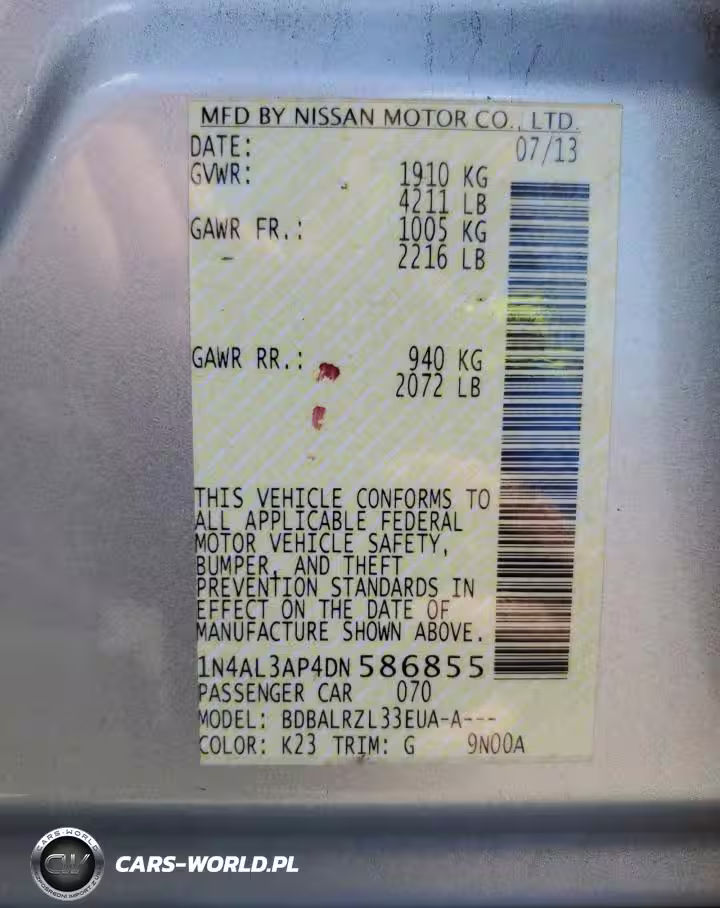 MFD BY NISSAN MOTOR CO., LTD.
DATE: 07/13
GVWR: 1910 KG
4211 LB
GAWR FR.: 1005 KG
2216 LB
GAWR RR.: 940 KG
2072 LB
THIS VEHICLE CONFORMS TO
ALL APPLICABLE FEDERAL
MOTOR VEHICLE SAFETY,
BUMPER, AND THEFT
PREVENTION STANDARDS IN
EFFECT ON THE DATE OF
MANUFACTURE SHOWN ABOVE.
1N4AL3AP4DN 586855
PASSENGER CAR 070
MODEL: BDBALRZL33EUA-A---
COLOR: K23 TRIM: G 9N00A
CARS-WORLD
CW
CARS-WORLD.PL